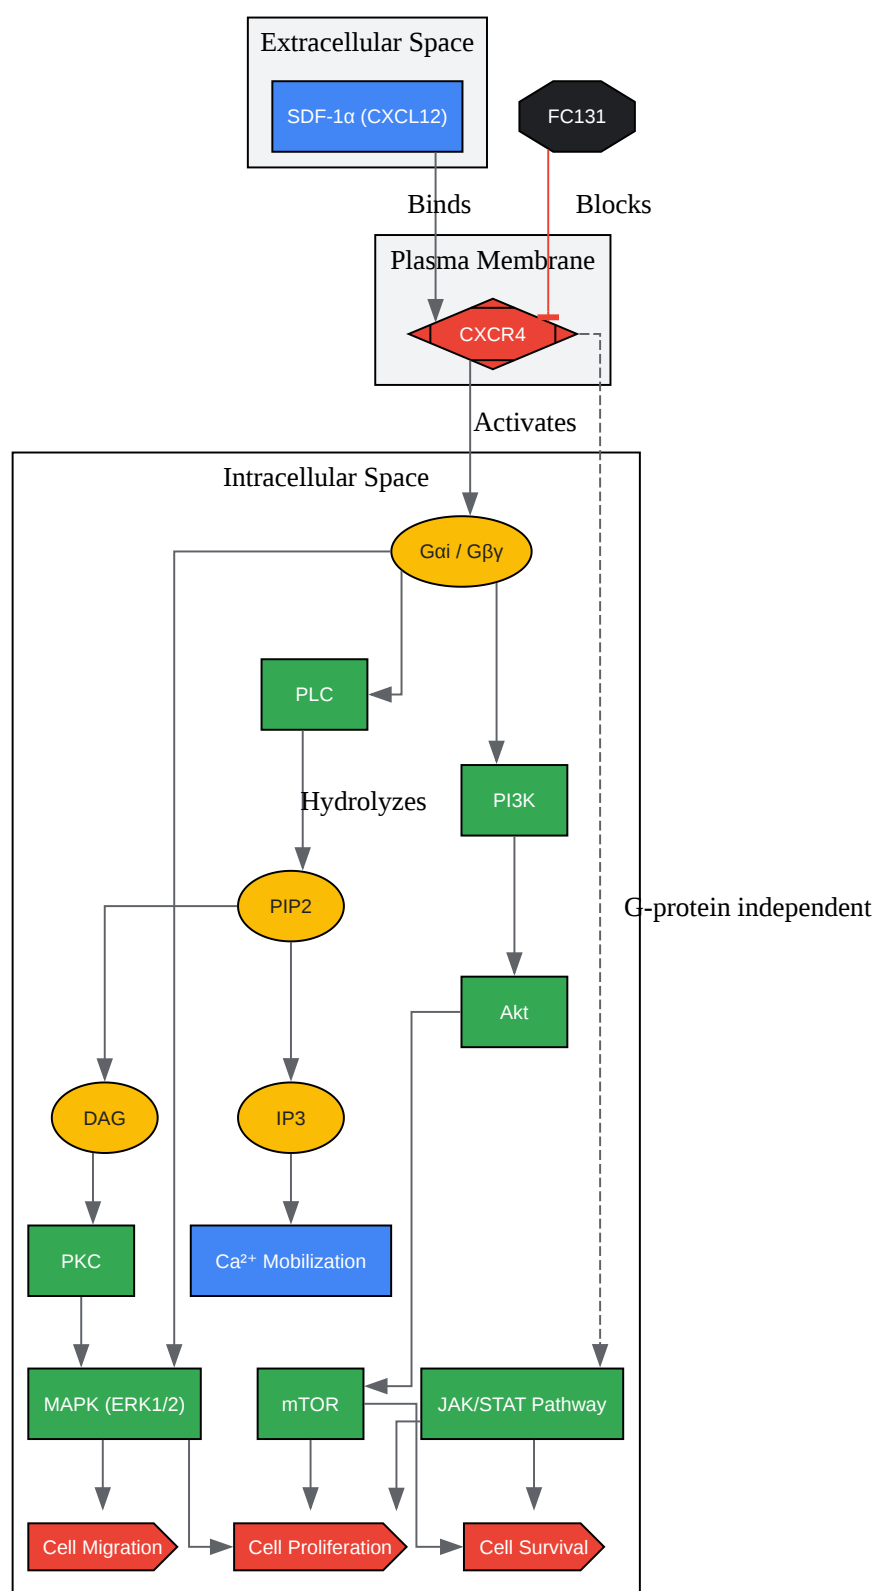 Extracellular Space
SDF-1α (CXCL12)
FC131
Binds
Blocks
Plasma Membrane
CXCR4
Activates
Intracellular Space
Gαi / Gβγ
PLC
PI3K
Hydrolyzes
PIP2
G-protein independent
Akt
DAG
IP3
PKC
Ca²⁺ Mobilization
MAPK (ERK1/2)
mTOR
JAK/STAT Pathway
Cell Migration
Cell Proliferation
Cell Survival